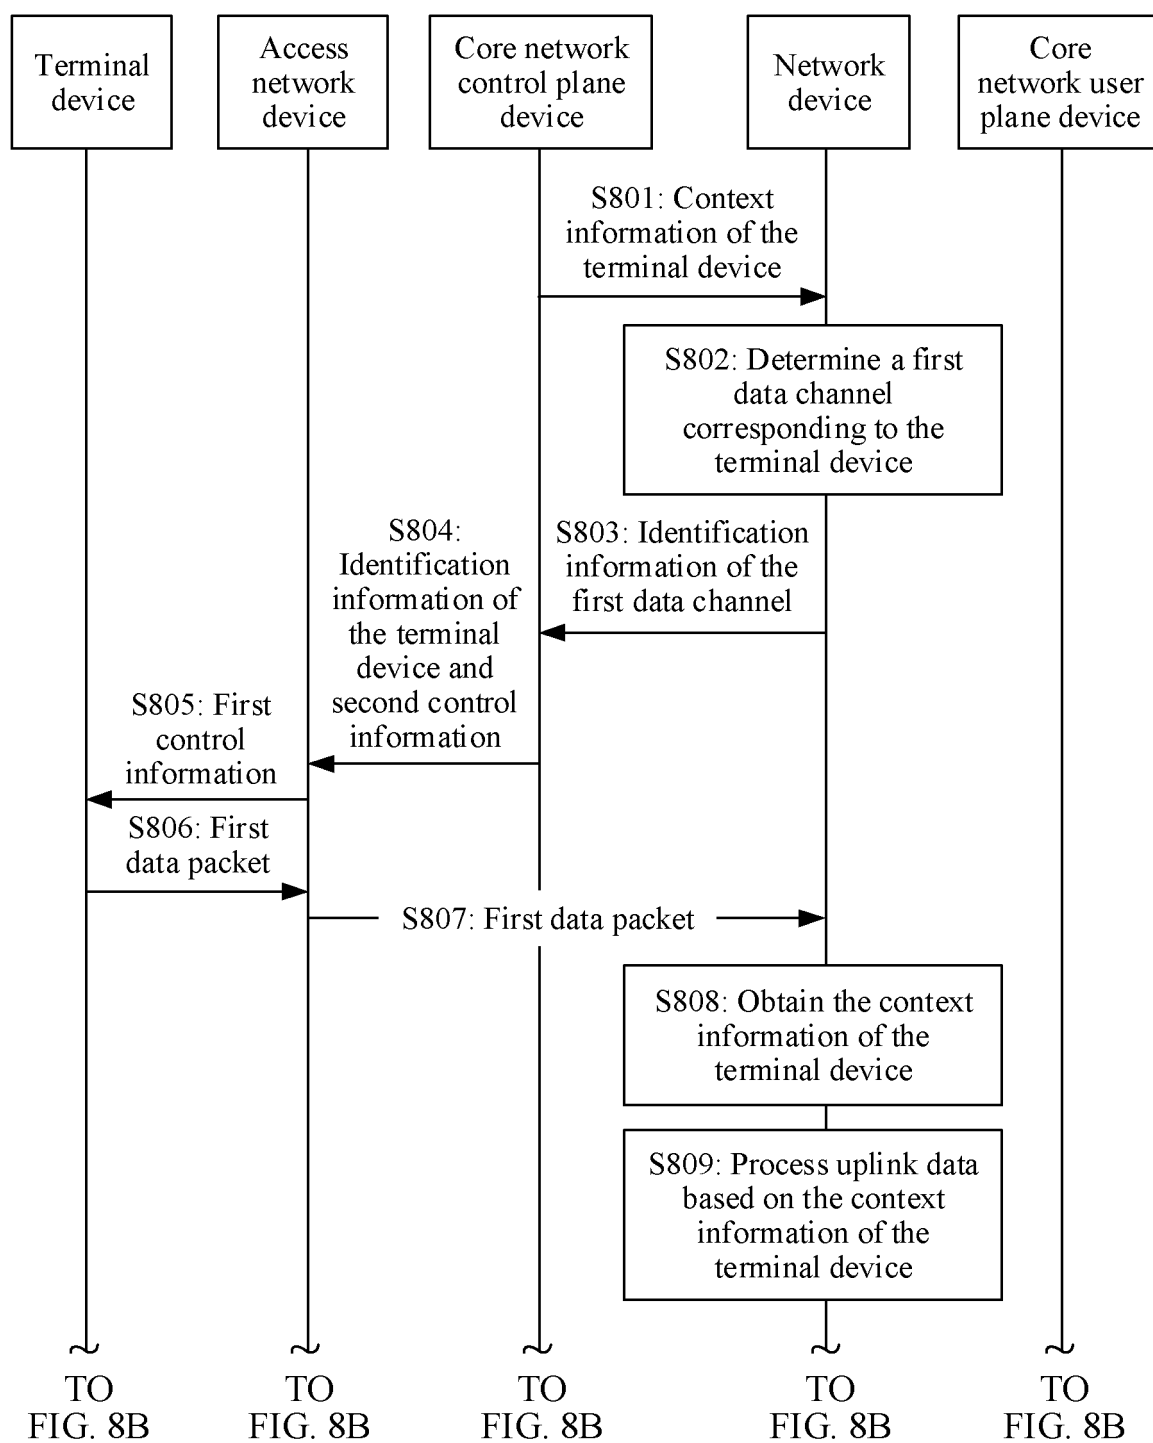 Terminal
device
Access
network
device
Core network
control plane
device
Network
device
Core
network user
plane device
S801: Context
information of the
terminal device
S802: Determine a first
data channel
corresponding to the
terminal device
S803: Identification
information of the
first data channel
S804:
Identification
information of
the terminal
device and
second control
information
S805: First
control
information
S806: First
data packet
S807: First data packet
S808: Obtain the context
information of the
terminal device
S809: Process uplink data
based on the context
information of the
terminal device
TO
FIG. 8B
TO
FIG. 8B
TO
FIG. 8B
TO
FIG. 8B
TO
FIG. 8B